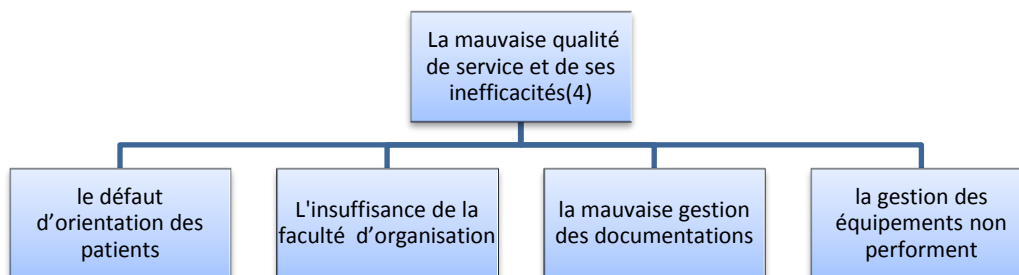 La mauvaise qualité
de service et de ses
inefficacités(4)
le défaut
d’orientation des
patients
L'insuffisance de la
faculté d’organisation
la mauvaise gestion
des documentations
la gestion des
équipements non
performent